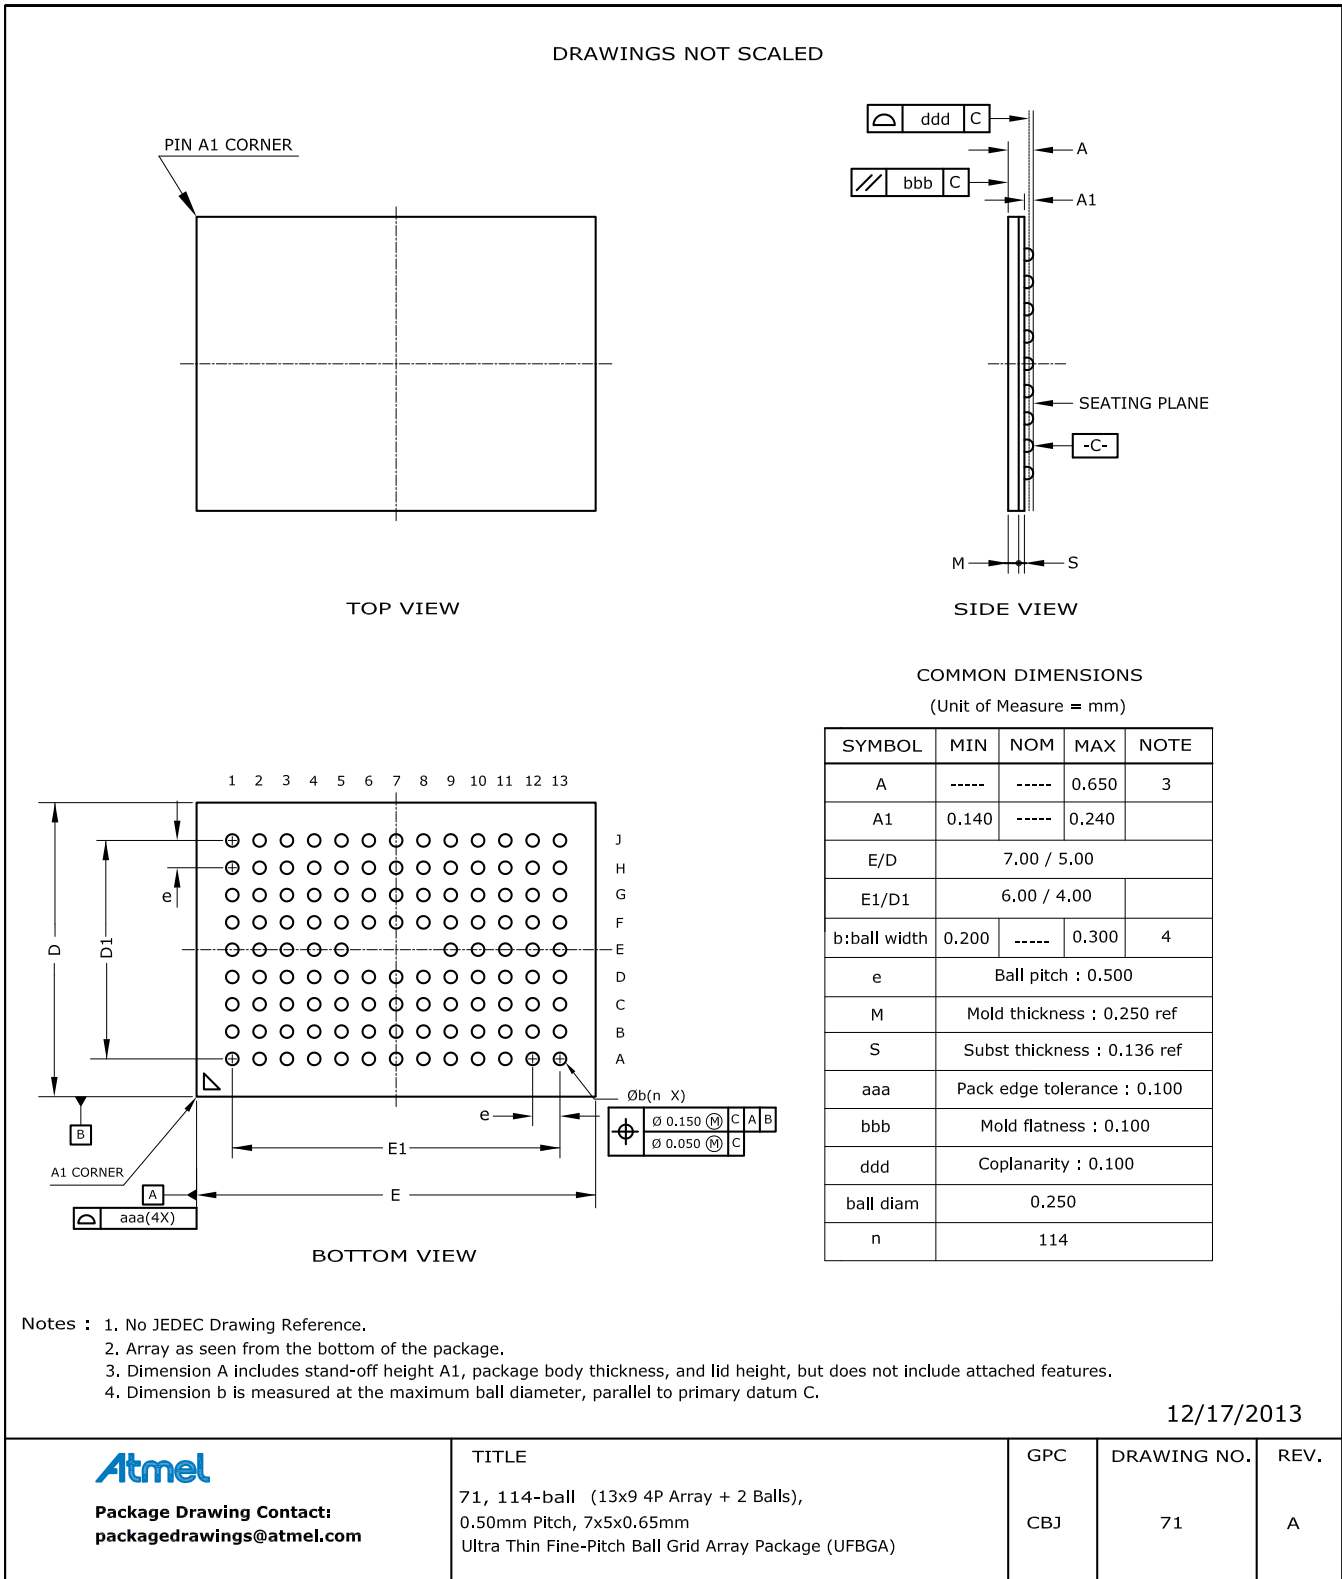 DRAWINGS NOT SCALED
PIN A1 CORNER
TOP VIEW
ddd C
A
bbb C
A1
SEATING PLANE
-C-
M S
SIDE VIEW
1 2 3 4 5 6 7 8 9 10 11 12 13
J
H
G
F
E
D
C
B
A
e
D
D1
e
E1
E
B
A1 CORNER
A
aaa(4X)
Øb(n X)
Ø 0.150 Ⓜ C A B
Ø 0.050 Ⓜ C
BOTTOM VIEW
COMMON DIMENSIONS
(Unit of Measure = mm)
SYMBOL MIN NOM MAX NOTE
A ----- ----- 0.650 3
A1 0.140 ----- 0.240
E/D 7.00 / 5.00
E1/D1 6.00 / 4.00
b:ball width 0.200 ----- 0.300 4
e Ball pitch : 0.500
M Mold thickness : 0.250 ref
S Subst thickness : 0.136 ref
aaa Pack edge tolerance : 0.100
bbb Mold flatness : 0.100
ddd Coplanarity : 0.100
ball diam 0.250
n 114
Notes : 1. No JEDEC Drawing Reference.
2. Array as seen from the bottom of the package.
3. Dimension A includes stand-off height A1, package body thickness, and lid height, but does not include attached features.
4. Dimension b is measured at the maximum ball diameter, parallel to primary datum C.
12/17/2013
Atmel
Package Drawing Contact:
packagedrawings@atmel.com
TITLE
71, 114-ball (13x9 4P Array + 2 Balls),
0.50mm Pitch, 7x5x0.65mm
Ultra Thin Fine-Pitch Ball Grid Array Package (UFBGA)
GPC
CBJ
DRAWING NO.
71
REV.
A